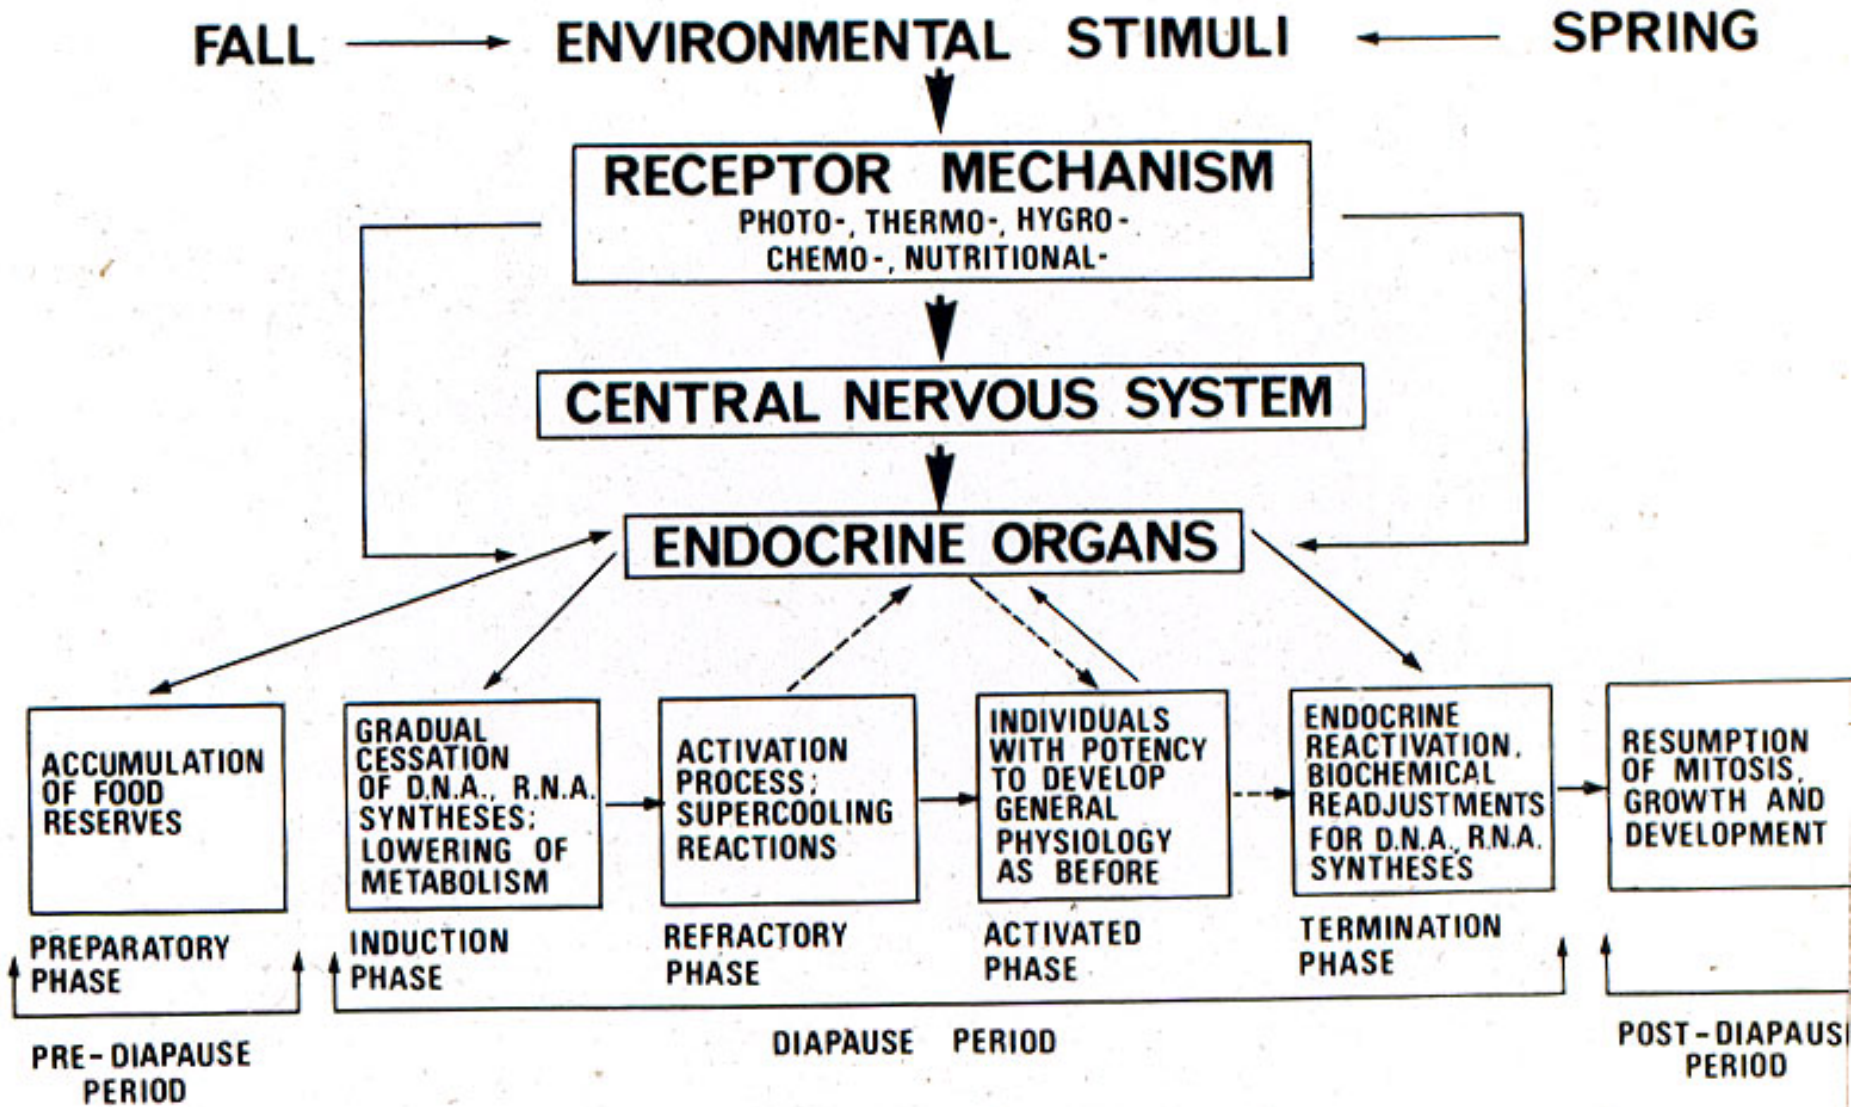 FALL ENVIRONMENTAL STIMULI SPRING
RECEPTOR MECHANISM
PHOTO-, THERMO-, HYGRO-
CHEMO-, NUTRITIONAL-
CENTRAL NERVOUS SYSTEM
ENDOCRINE ORGANS
ACCUMULATION
OF FOOD
RESERVES
PREPARATORY
PHASE
GRADUAL
CESSATION
OF D.N.A., R.N.A.
SYNTHESES;
LOWERING OF
METABOLISM
INDUCTION
PHASE
ACTIVATION
PROCESS;
SUPERCOOLING
REACTIONS
REFRACTORY
PHASE
INDIVIDUALS
WITH POTENCY
TO DEVELOP
GENERAL
PHYSIOLOGY
AS BEFORE
ACTIVATED
PHASE
ENDOCRINE
REACTIVATION,
BIOCHEMICAL
READJUSTMENTS
FOR D.N.A., R.N.A.
SYNTHESES
TERMINATION
PHASE
RESUMPTION
OF MITOSIS,
GROWTH AND
DEVELOPMENT
PRE-DIAPAUSE
PERIOD
DIAPAUSE PERIOD
POST-DIAPAUS
PERIOD